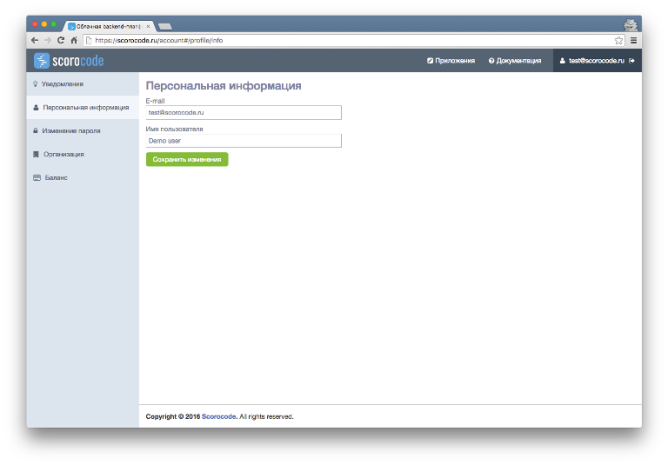 Облачная backend-платф
https://scorocode.ru/account#/profile/info
scorocode
Приложения
Документация
test@scorocode.ru
Уведомления
Персональная информация
Изменение пароля
Организация
Баланс
Персональная информация
E-mail
test@scorocode.ru
Имя пользователя
Demo user
Сохранить изменения
Copyright © 2016 Scorocode. All rights reserved.